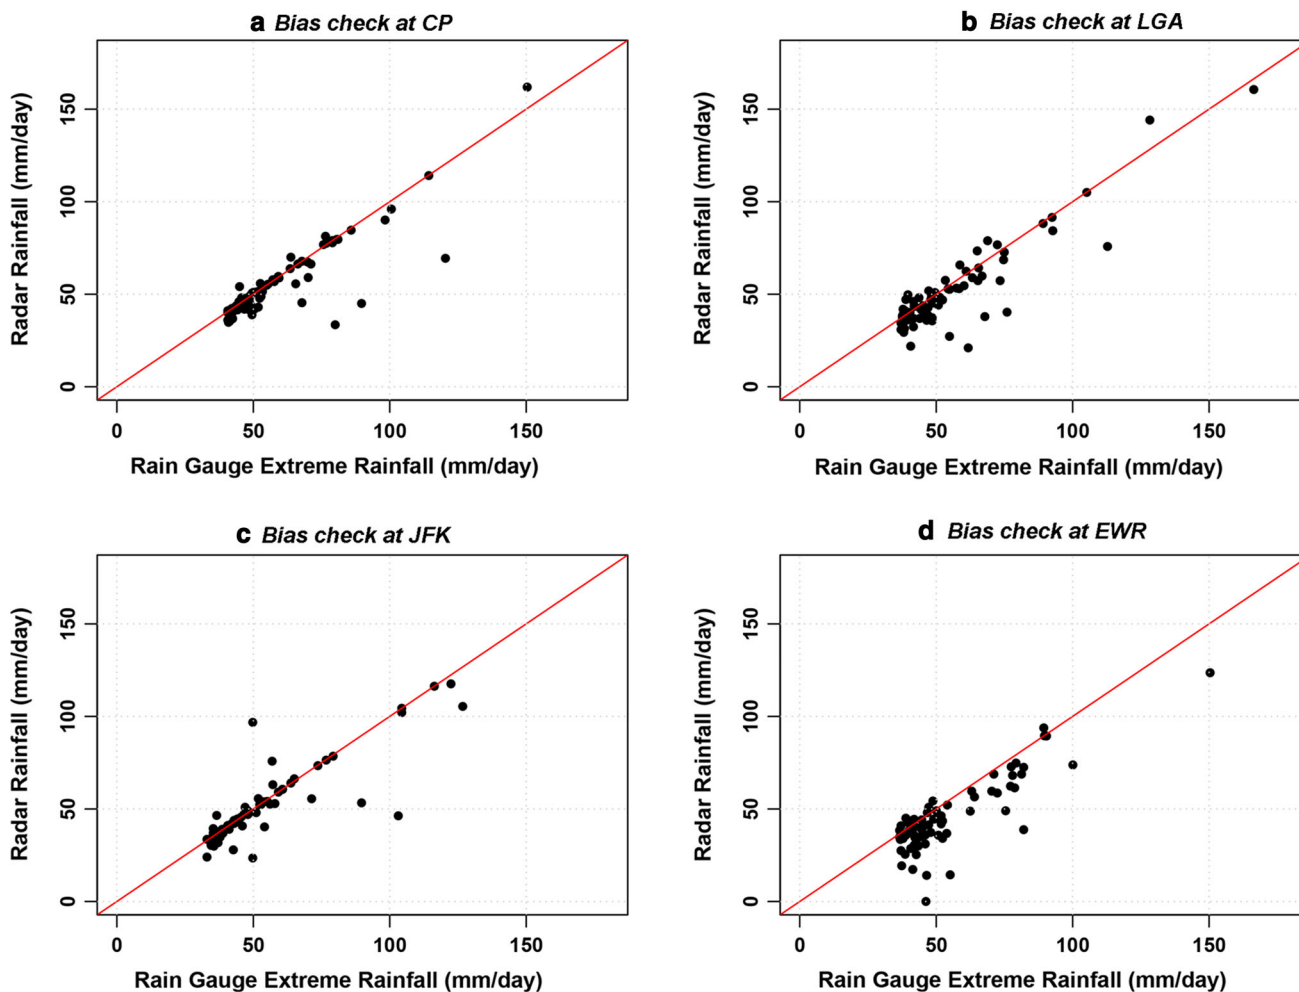 a Bias check at CP
Radar Rainfall (mm/day)
150
100
50
0
0 50 100 150
Rain Gauge Extreme Rainfall (mm/day)
b Bias check at LGA
Radar Rainfall (mm/day)
150
100
50
0
0 50 100 150
Rain Gauge Extreme Rainfall (mm/day)
c Bias check at JFK
Radar Rainfall (mm/day)
150
100
50
0
0 50 100 150
Rain Gauge Extreme Rainfall (mm/day)
d Bias check at EWR
Radar Rainfall (mm/day)
150
100
50
0
0 50 100 150
Rain Gauge Extreme Rainfall (mm/day)